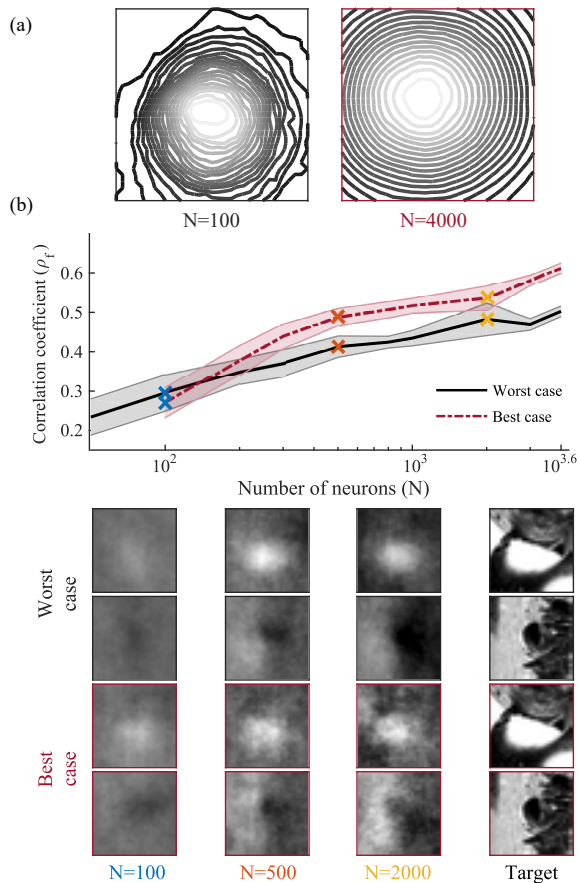 (a)
N=100
N=4000
(b)
Correlation coefficient (ρ_f)
0.6
0.5
0.4
0.3
0.2
Worst case
Best case
10²
10³
10^3.6
Number of neurons (N)
Worst
case
Best
case
N=100
N=500
N=2000
Target